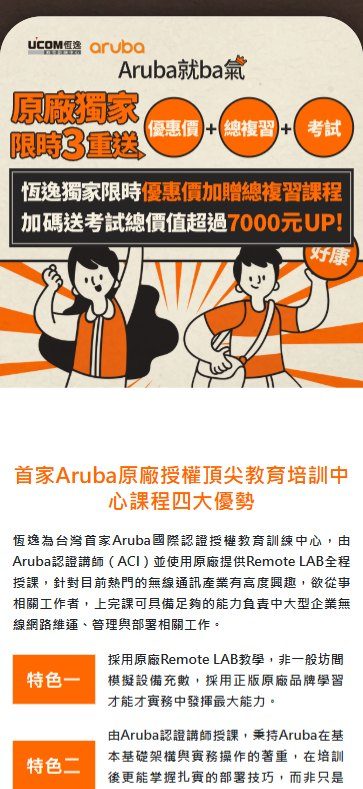 UCOM恆逸 aruba
Aruba就ba氣
原廠獨家
限時3重送
優惠價+總複習+考試
恆逸獨家限時優惠價加贈總複習課程
加碼送考試總價值超過7000元UP!
好康
首家Aruba原廠授權頂尖教育培訓中
心課程四大優勢
恆逸為台灣首家Aruba國際認證授權教育訓練中心，由
Aruba認證講師（ACI）並使用原廠提供Remote LAB全程
授課，針對目前熱門的無線通訊產業有高度興趣，欲從事
相關工作者，上完課可具備足夠的能力負責中大型企業無
線網路維運、管理與部署相關工作。
特色一
採用原廠Remote LAB教學，非一般坊間
模擬設備充數，採用正版原廠品牌學習
才能才實務中發揮最大能力。
特色二
由Aruba認證講師授課，秉持Aruba在基
本基礎架構與實務操作的著重，在培訓
後更能掌握扎實的部署技巧，而非只是